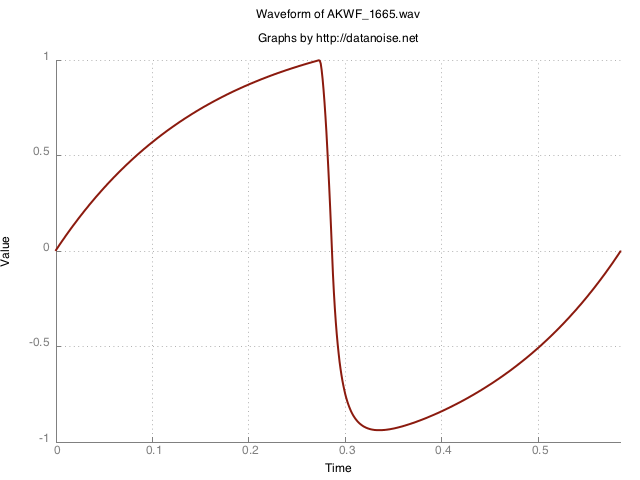 Waveform of AKWF_1665.wav
Graphs by http://datanoise.net
1
0.5
0
-0.5
-1
Value
0 0.1 0.2 0.3 0.4 0.5
Time